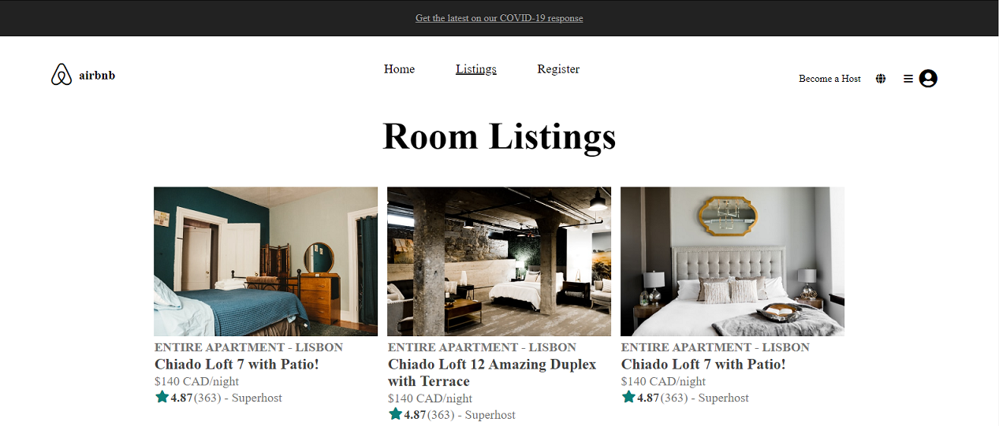 Get the latest on our COVID-19 response
airbnb
Home
Listings
Register
Become a Host
Room Listings
ENTIRE APARTMENT - LISBON
Chiado Loft 7 with Patio!
$140 CAD/night
4.87(363) - Superhost
ENTIRE APARTMENT - LISBON
Chiado Loft 12 Amazing Duplex
with Terrace
$140 CAD/night
4.87(363) - Superhost
ENTIRE APARTMENT - LISBON
Chiado Loft 7 with Patio!
$140 CAD/night
4.87(363) - Superhost